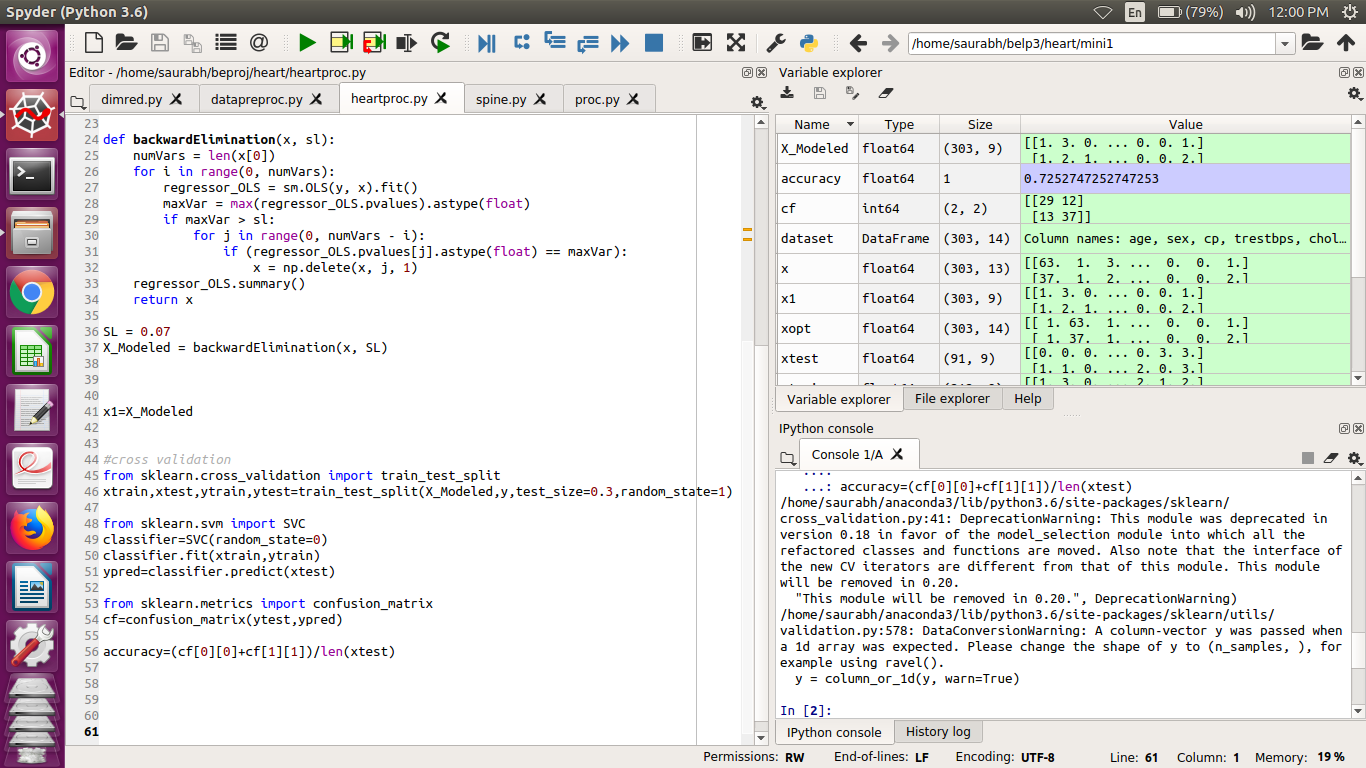 Spyder (Python 3.6)
En (79%) 12:00 PM
/home/saurabh/belp3/heart/mini1
Editor - /home/saurabh/beproj/heart/heartproc.py
dimred.py datapreproc.py heartproc.py spine.py proc.py
23
24 def backwardElimination(x, sl):
25     numVars = len(x[0])
26     for i in range(0, numVars):
27         regressor_OLS = sm.OLS(y, x).fit()
28         maxVar = max(regressor_OLS.pvalues).astype(float)
29         if maxVar > sl:
30             for j in range(0, numVars - i):
31                 if (regressor_OLS.pvalues[j].astype(float) == maxVar):
32                     x = np.delete(x, j, 1)
33     regressor_OLS.summary()
34     return x
35
36 SL = 0.07
37 X_Modeled = backwardElimination(x, SL)
38
39
40
41 x1=X_Modeled
42
43
44 #cross validation
45 from sklearn.cross_validation import train_test_split
46 xtrain,xtest,ytrain,ytest=train_test_split(X_Modeled,y,test_size=0.3,random_state=1)
47
48 from sklearn.svm import SVC
49 classifier=SVC(random_state=0)
50 classifier.fit(xtrain,ytrain)
51 ypred=classifier.predict(xtest)
52
53 from sklearn.metrics import confusion_matrix
54 cf=confusion_matrix(ytest,ypred)
55
56 accuracy=(cf[0][0]+cf[1][1])/len(xtest)
57
58
59
60
61
Variable explorer
Name Type Size Value
X_Modeled float64 (303, 9) [[1. 3. 0. ... 0. 0. 1.]
[1. 2. 1. ... 0. 0. 2.]
accuracy float64 1 0.7252747252747253
cf int64 (2, 2) [[29 12]
[13 37]]
dataset DataFrame (303, 14) Column names: age, sex, cp, trestbps, chol...
x float64 (303, 13) [[63. 1. 3. ... 0. 0. 1.]
[37. 1. 2. ... 0. 0. 2.]
x1 float64 (303, 9) [[1. 3. 0. ... 0. 0. 1.]
[1. 2. 1. ... 0. 0. 2.]
xopt float64 (303, 14) [[ 1. 63. 1. ... 0. 0. 1.]
[ 1. 37. 1. ... 0. 0. 2.]
xtest float64 (91, 9) [[0. 0. 0. ... 0. 3. 3.]
[1. 1. 0. ... 2. 0. 3.]
[[1. 3. 0. ... 2. 1. 2.]
Variable explorer File explorer Help
IPython console
Console 1/A
...:
...: accuracy=(cf[0][0]+cf[1][1])/len(xtest)
/home/saurabh/anaconda3/lib/python3.6/site-packages/sklearn/
cross_validation.py:41: DeprecationWarning: This module was deprecated in
version 0.18 in favor of the model_selection module into which all the
refactored classes and functions are moved. Also note that the interface of
the new CV iterators are different from that of this module. This module
will be removed in 0.20.
"This module will be removed in 0.20.", DeprecationWarning)
/home/saurabh/anaconda3/lib/python3.6/site-packages/sklearn/utils/
validation.py:578: DataConversionWarning: A column-vector y was passed when
a 1d array was expected. Please change the shape of y to (n_samples, ), for
example using ravel().
y = column_or_1d(y, warn=True)
In [2]:
IPython console History log
Permissions: RW End-of-lines: LF Encoding: UTF-8 Line: 61 Column: 1 Memory: 19 %